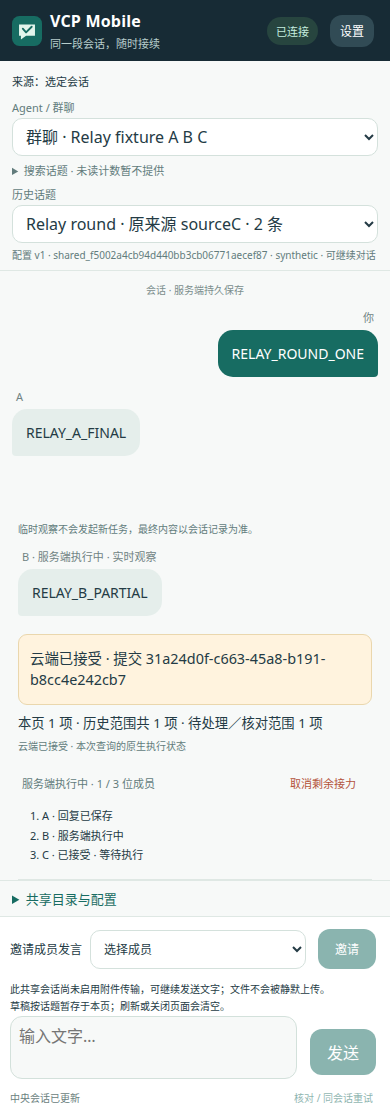 VCP Mobile
同一段会话，随时接续
已连接
设置
来源：选定会话
Agent / 群聊
群聊 · Relay fixture A B C
▶ 搜索话题 · 未读计数暂不提供
历史话题
Relay round · 原来源 sourceC · 2 条
配置 v1 · shared_f5002a4cb94d440bb3cb06771aecef87 · synthetic · 可继续对话
会话 · 服务端持久保存
你
RELAY_ROUND_ONE
A
RELAY_A_FINAL
临时观察不会发起新任务，最终内容以会话记录为准。
B · 服务端执行中 · 实时观察
RELAY_B_PARTIAL
云端已接受 · 提交 31a24d0f-c663-45a8-b191-
b8cc4e242cb7
本页 1 项 · 历史范围共 1 项 · 待处理／核对范围 1 项
云端已接受 · 本次查询的原生执行状态
服务端执行中 · 1 / 3 位成员
取消剩余接力
1. A · 回复已保存
2. B · 服务端执行中
3. C · 已接受 · 等待执行
▶ 共享目录与配置
邀请成员发言
选择成员
邀请
此共享会话尚未启用附件传输，可继续发送文字；文件不会被静默上传。
草稿按话题暂存于本页；刷新或关闭页面会清空。
输入文字...
发送
中央会话已更新
核对 / 同会话重试